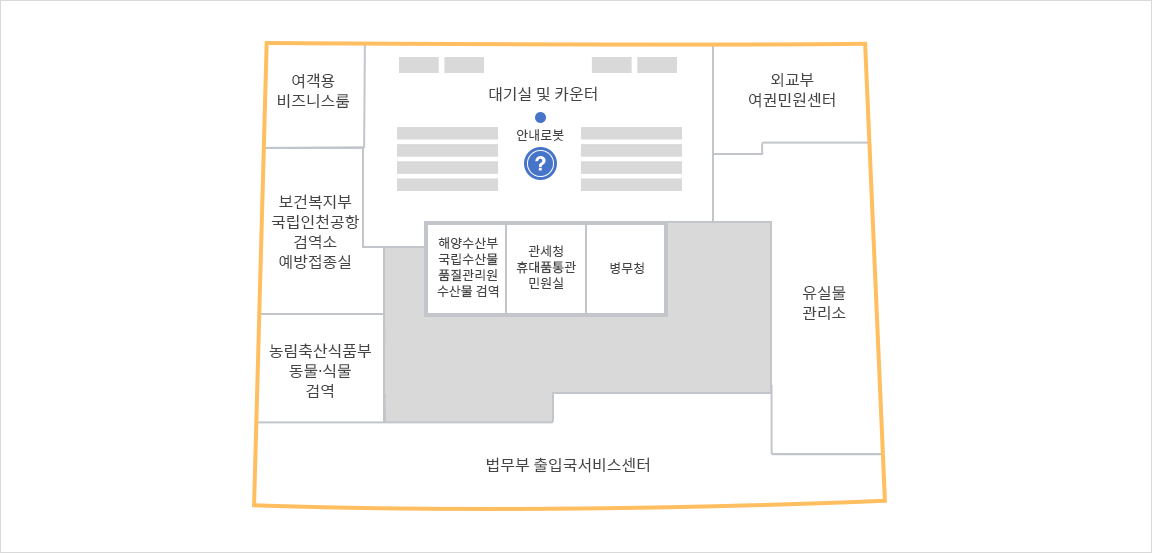 여객용
비즈니스룸
대기실 및 카운터
안내로봇
?
외교부
여권민원센터
보건복지부
국립인천공항
검역소
예방접종실
해양수산부
국립수산물
품질관리원
수산물 검역
관세청
휴대품통관
민원실
병무청
유실물
관리소
농림축산식품부
동물·식물
검역
법무부 출입국서비스센터